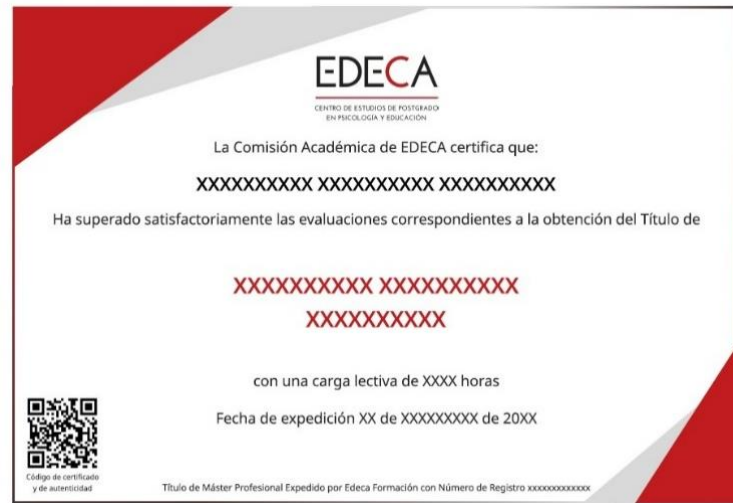 EDECA
CENTRO DE ESTUDIOS DE POSTGRADO
EN PSICOLOGÍA Y EDUCACIÓN
La Comisión Académica de EDECA certifica que:
XXXXXXXXXX XXXXXXXXXX XXXXXXXXXX
Ha superado satisfactoriamente las evaluaciones correspondientes a la obtención del Título de
XXXXXXXXXX XXXXXXXXXX
XXXXXXXXXX
con una carga lectiva de XXXX horas
Fecha de expedición XX de XXXXXXXXX de 20XX
Código de certificado
y de autenticidad
Título de Máster Profesional Expedido por Edeca Formación con Número de Registro xxxxxxxxxxxx